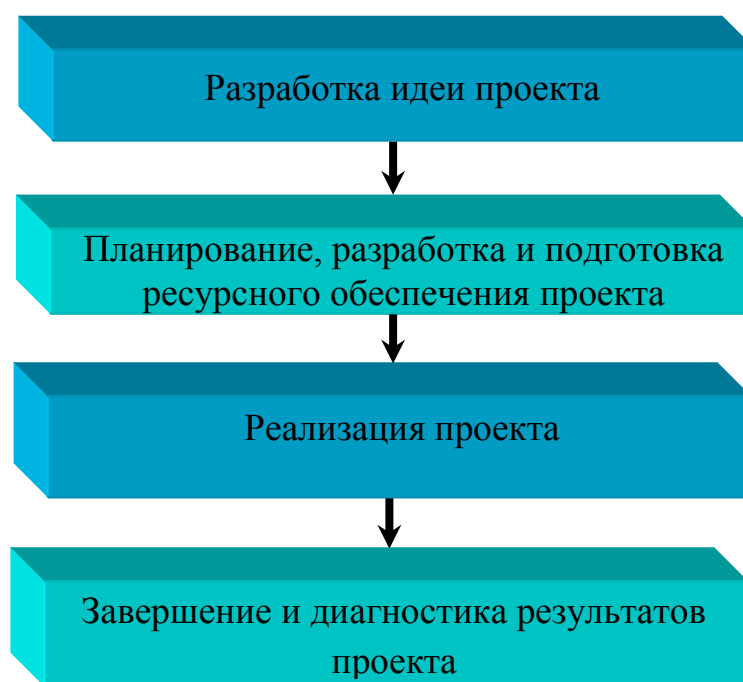 Разработка идеи проекта
Планирование, разработка и подготовка
ресурсного обеспечения проекта
Реализация проекта
Завершение и диагностика результатов
проекта